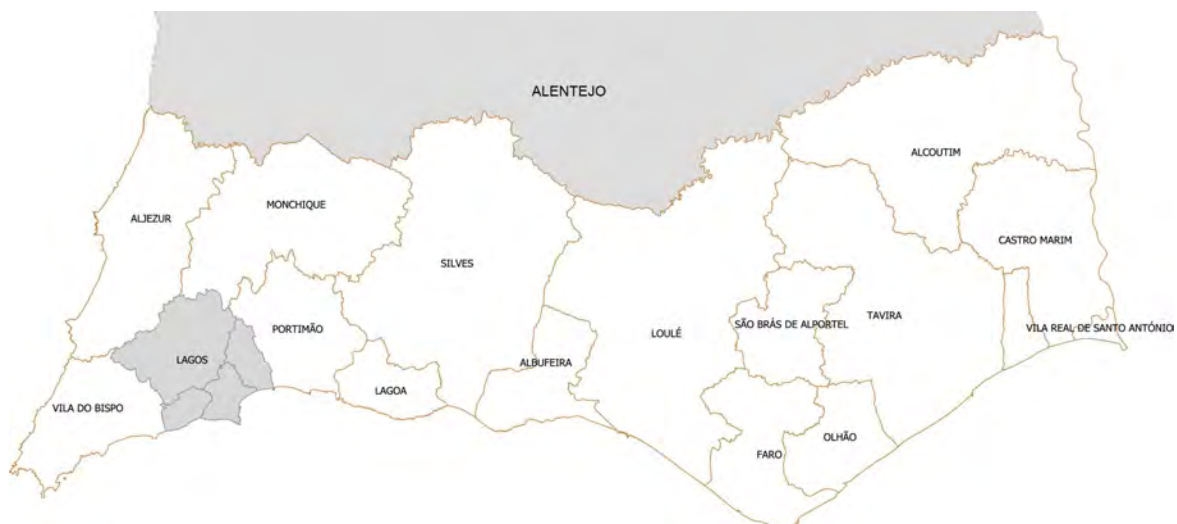 ALENTEJO
ALCOUTIM
MONCHIQUE
ALJEZUR
CASTRO MARIM
SILVES
TAVIRA
SÃO BRÁS DE ALPORTEL
VILA REAL DE SANTO ANTÓNIO
PORTIMÃO
LOULÉ
LAGOS
ALBUFEIRA
LAGOA
VILA DO BISPO
OLHÃO
FARO